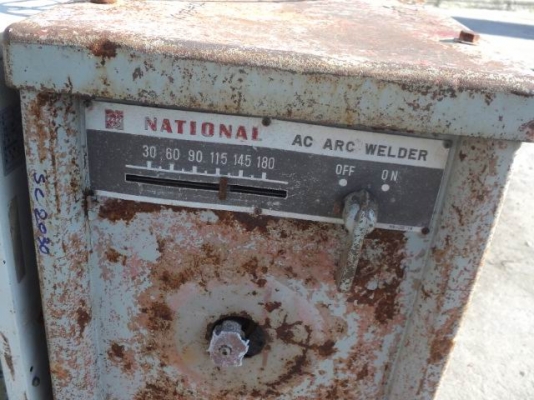 NATIONAL AC ARC WELDER
30 60 90 115 145 180
OFF ON
SC 2080